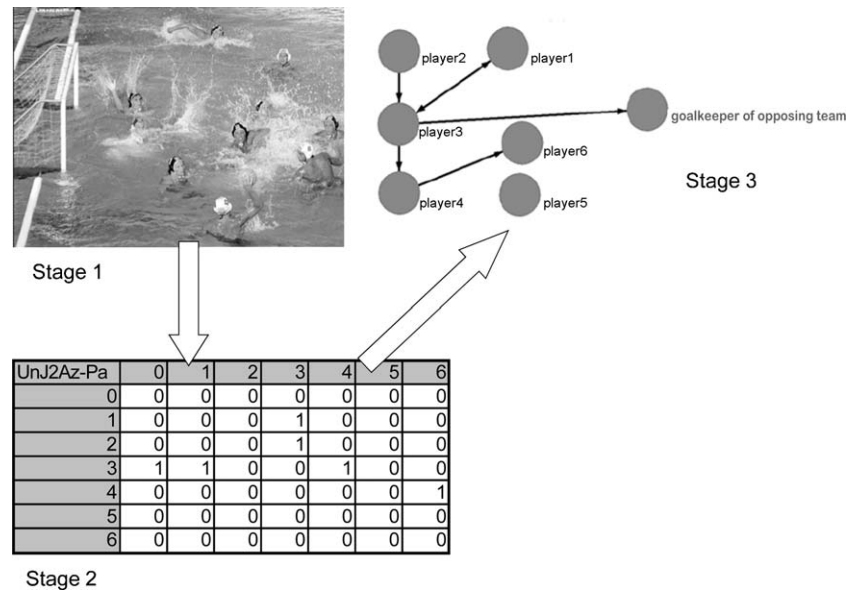 player2
player1
player3
goalkeeper of opposing team
player6
player4
player5
Stage 3
Stage 1
UnJ2Az-Pa 0 1 2 3 4 5 6
0 0 0 0 0 0 0 0
1 0 0 0 1 0 0 0
2 0 0 0 1 0 0 0
3 1 1 0 0 1 0 0
4 0 0 0 0 0 0 1
5 0 0 0 0 0 0 0
6 0 0 0 0 0 0 0
Stage 2